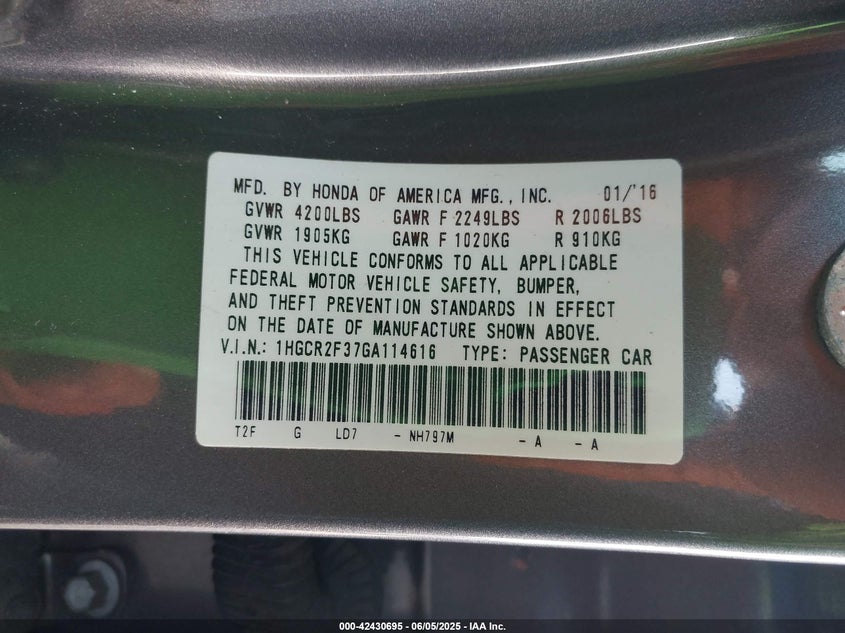 MFD. BY HONDA OF AMERICA MFG., INC. 01/'16
GVWR 4200LBS GAWR F 2249LBS R 2006LBS
GVWR 1905KG GAWR F 1020KG R 910KG
THIS VEHICLE CONFORMS TO ALL APPLICABLE
FEDERAL MOTOR VEHICLE SAFETY, BUMPER,
AND THEFT PREVENTION STANDARDS IN EFFECT
ON THE DATE OF MANUFACTURE SHOWN ABOVE.
V.I.N.: 1HGCR2F37GA114616 TYPE: PASSENGER CAR
T2F G LD7 - NH797M - A - A
000-42430695 - 06/05/2025 - IAA Inc.